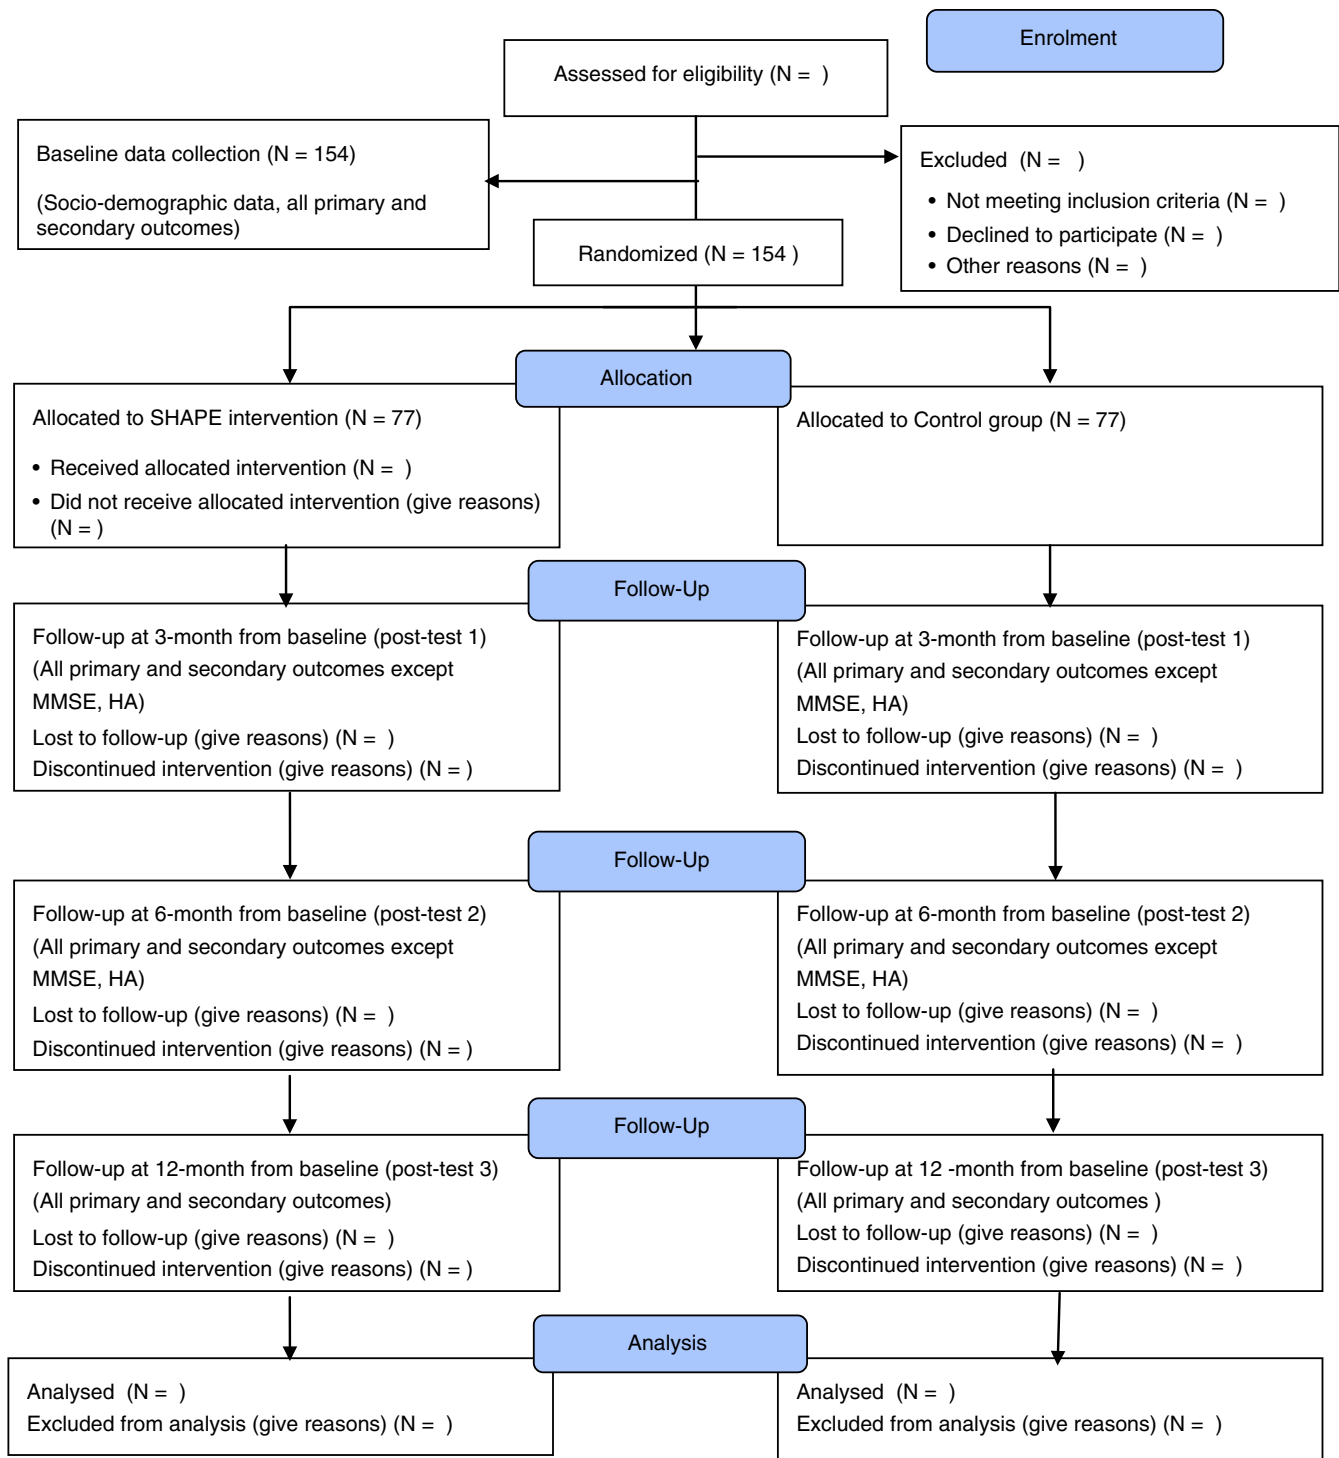 Enrolment
Assessed for eligibility (N =  )
Baseline data collection (N = 154)
(Socio-demographic data, all primary and
secondary outcomes)
Excluded  (N =   )
• Not meeting inclusion criteria (N =  )
• Declined to participate (N =  )
• Other reasons (N =  )
Randomized (N = 154 )
Allocation
Allocated to SHAPE intervention (N = 77)
• Received allocated intervention (N =  )
• Did not receive allocated intervention (give reasons)
(N = )
Allocated to Control group (N = 77)
Follow-Up
Follow-up at 3-month from baseline (post-test 1)
(All primary and secondary outcomes except
MMSE, HA)
Lost to follow-up (give reasons) (N =  )
Discontinued intervention (give reasons) (N = )
Follow-up at 3-month from baseline (post-test 1)
(All primary and secondary outcomes except
MMSE, HA)
Lost to follow-up (give reasons) (N =  )
Discontinued intervention (give reasons) (N =  )
Follow-Up
Follow-up at 6-month from baseline (post-test 2)
(All primary and secondary outcomes except
MMSE, HA)
Lost to follow-up (give reasons) (N =  )
Discontinued intervention (give reasons) (N = )
Follow-up at 6-month from baseline (post-test 2)
(All primary and secondary outcomes except
MMSE, HA)
Lost to follow-up (give reasons) (N =  )
Discontinued intervention (give reasons) (N =  )
Follow-Up
Follow-up at 12-month from baseline (post-test 3)
(All primary and secondary outcomes)
Lost to follow-up (give reasons) (N =  )
Discontinued intervention (give reasons) (N = )
Follow-up at 12 -month from baseline (post-test 3)
(All primary and secondary outcomes )
Lost to follow-up (give reasons) (N =  )
Discontinued intervention (give reasons) (N =  )
Analysis
Analysed  (N =  )
Excluded from analysis (give reasons) (N =  )
Analysed  (N =  )
Excluded from analysis (give reasons) (N =  )